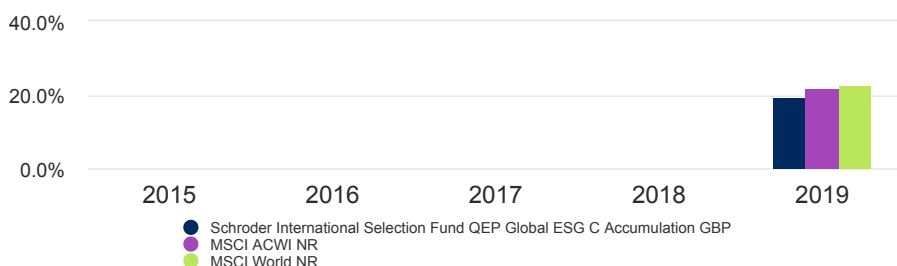 40.0%
20.0%
0.0%
2015 2016 2017 2018 2019
Schroder International Selection Fund QEP Global ESG C Accumulation GBP
MSCI ACWI NR
MSCI World NR